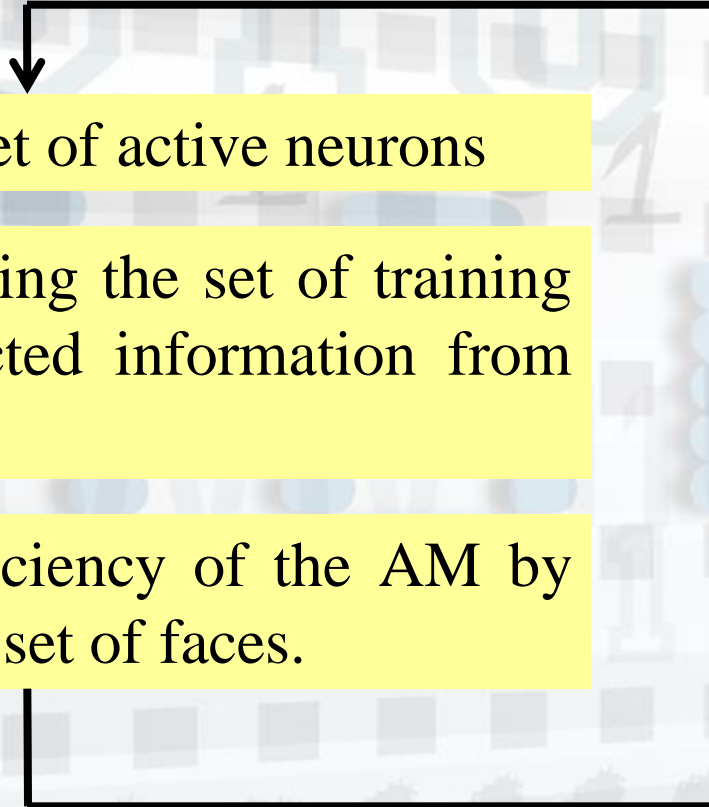 et of active neurons
ing the set of training
cted information from
ciency of the AM by
set of faces.